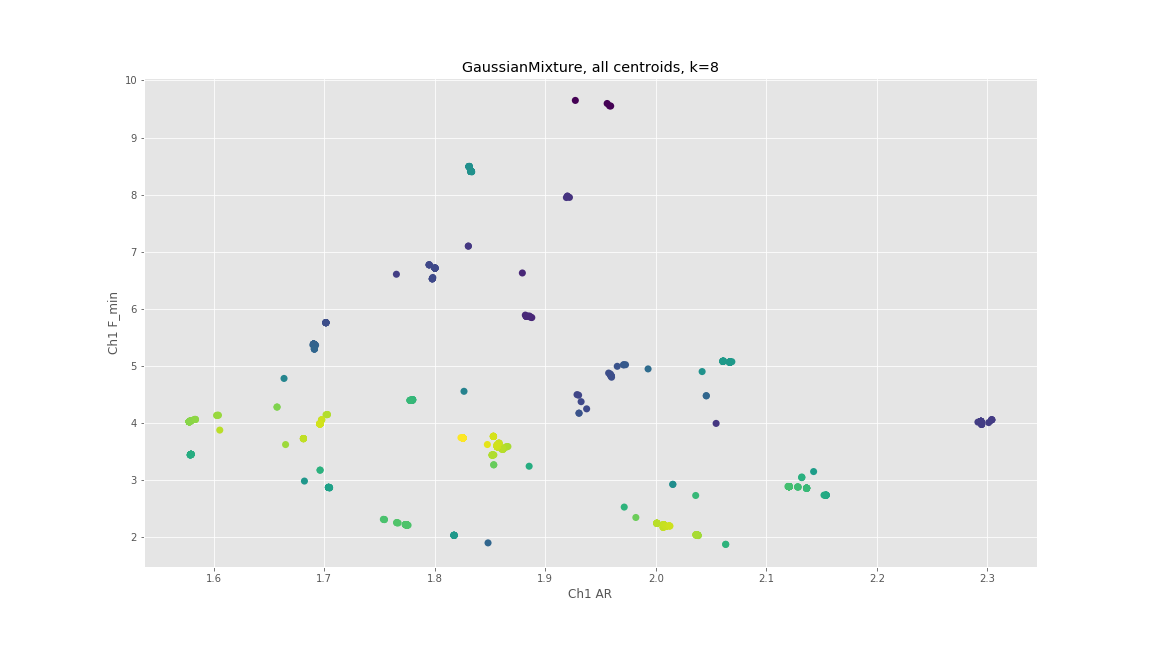 GaussianMixture, all centroids, k=8
10
9
8
7
6
5
4
3
2
Ch1 F_min
1.6 1.7 1.8 1.9 2.0 2.1 2.2 2.3
Ch1 AR